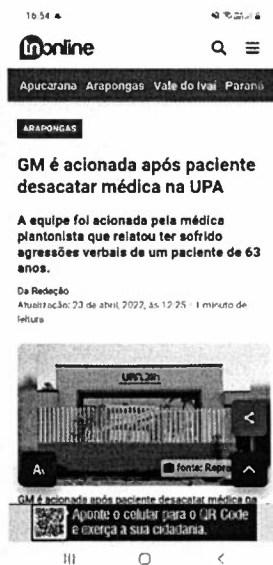 16:54
tnonline
Apucarana Arapongas Vale do Ivaí Paraná
ARAPONGAS
GM é acionada após paciente
desacatar médica na UPA
A equipe foi acionada pela médica
plantonista que relatou ter sofrido
agressões verbais de um paciente de 63
anos.
Da Redação
Atualização: 23 de abril, 2022, às 12:25 - 1 minuto de
leitura
UPA 24h
A
fonte: Repro
GM é acionada após paciente desacatar médica na
Aponte o celular para o QR Code
e exerça a sua cidadania.